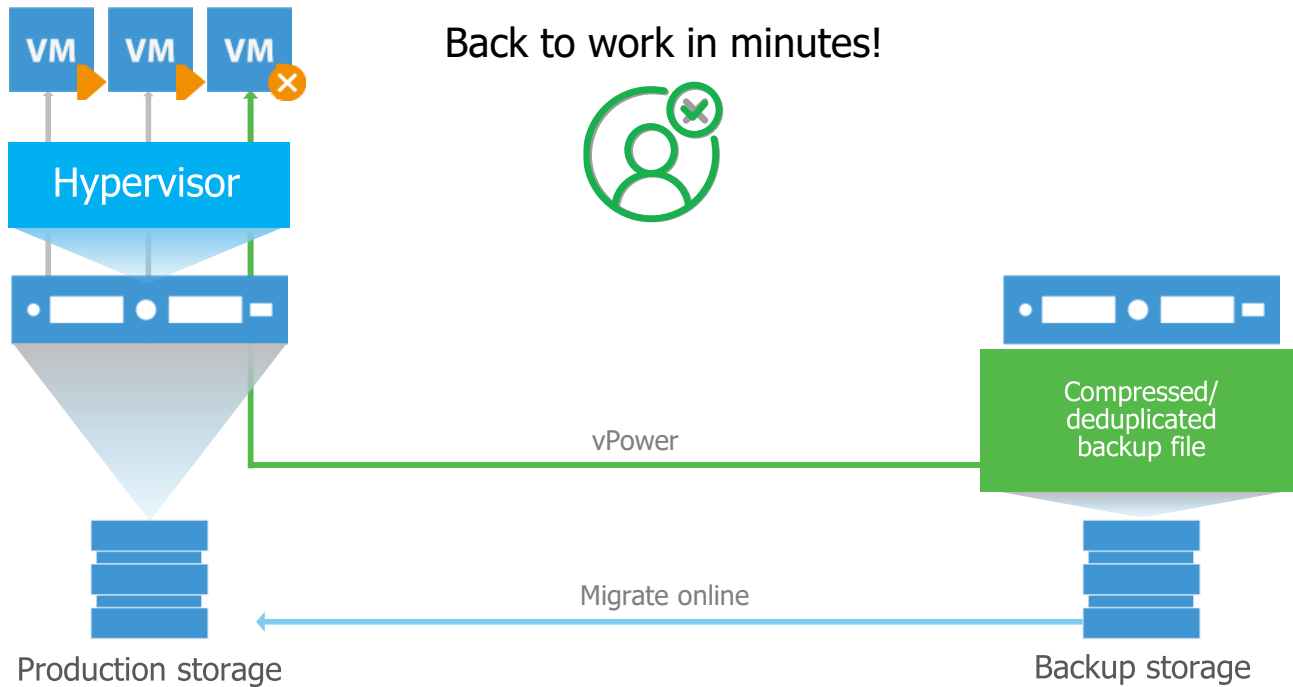 VM VM VM
Back to work in minutes!
Hypervisor
Compressed/
deduplicated
backup file
vPower
Migrate online
Production storage
Backup storage